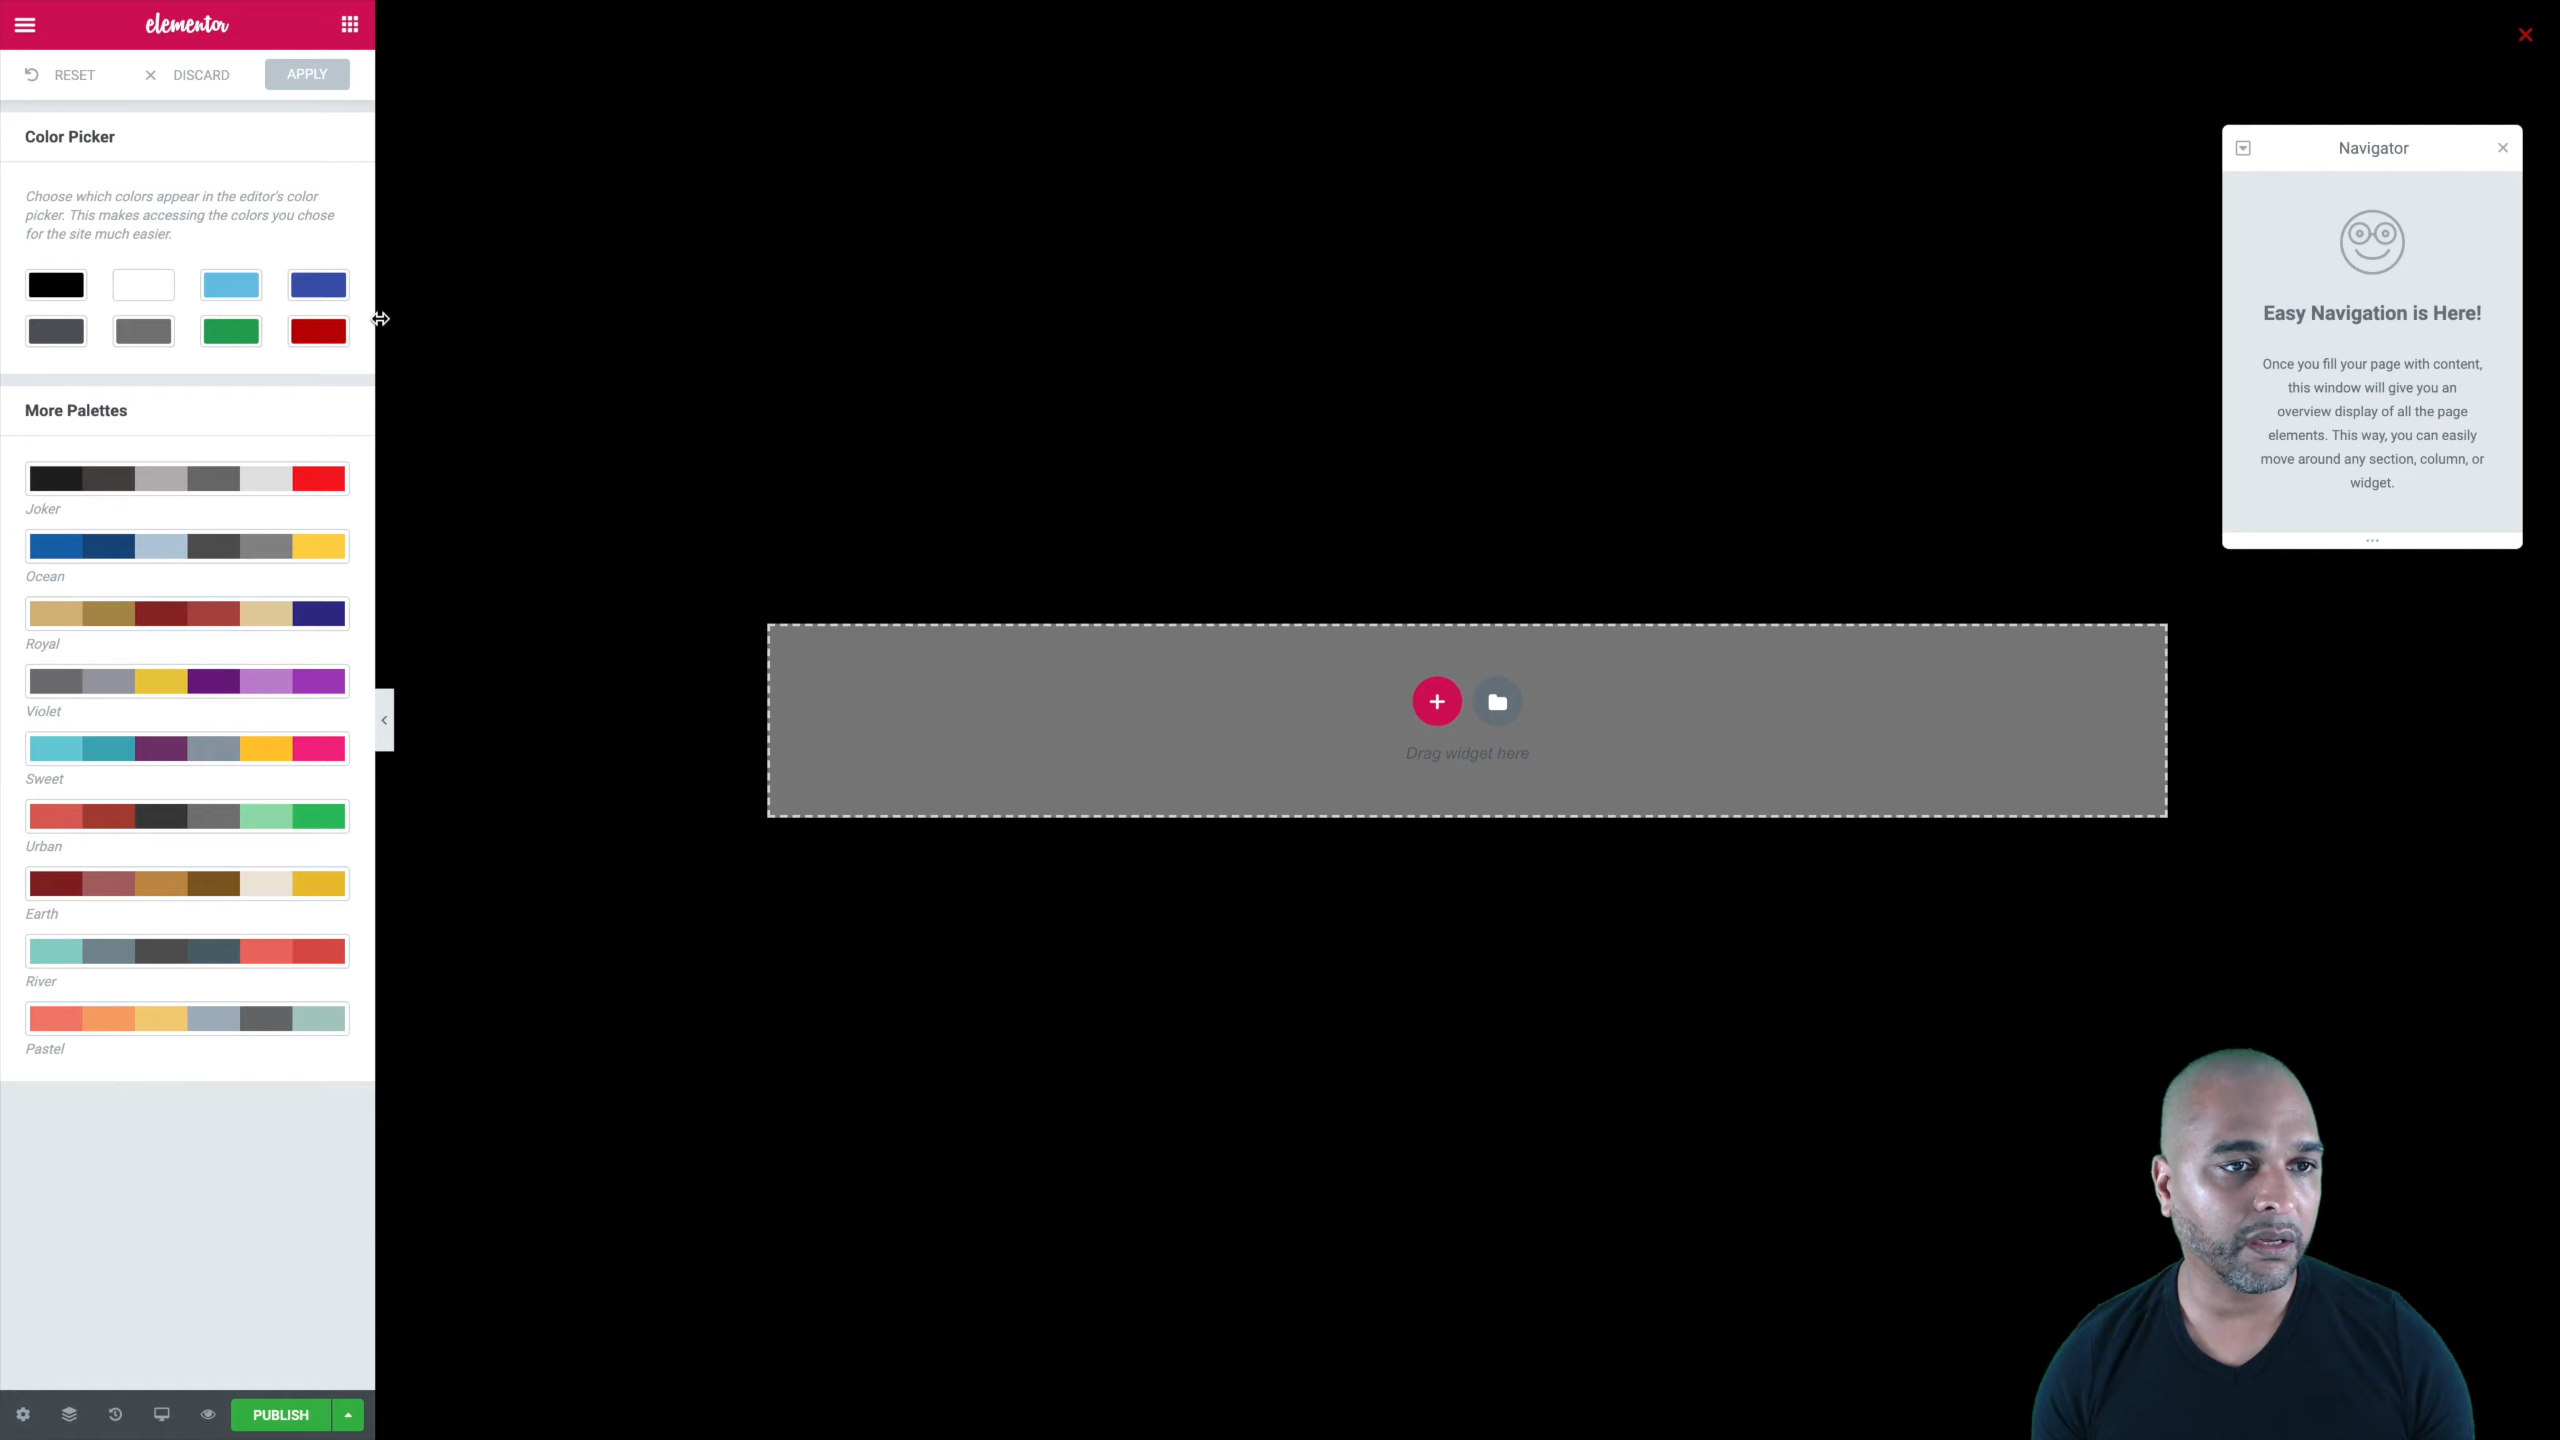 elementor
RESET
DISCARD
APPLY
Color Picker
Choose which colors appear in the editor's color
picker. This makes accessing the colors you chose
for the site much easier.
More Palettes
Joker
Ocean
Royal
Violet
Sweet
Urban
Earth
River
Pastel
PUBLISH
Drag widget here
Navigator
Easy Navigation is Here!
Once you fill your page with content,
this window will give you an
overview display of all the page
elements. This way, you can easily
move around any section, column, or
widget.